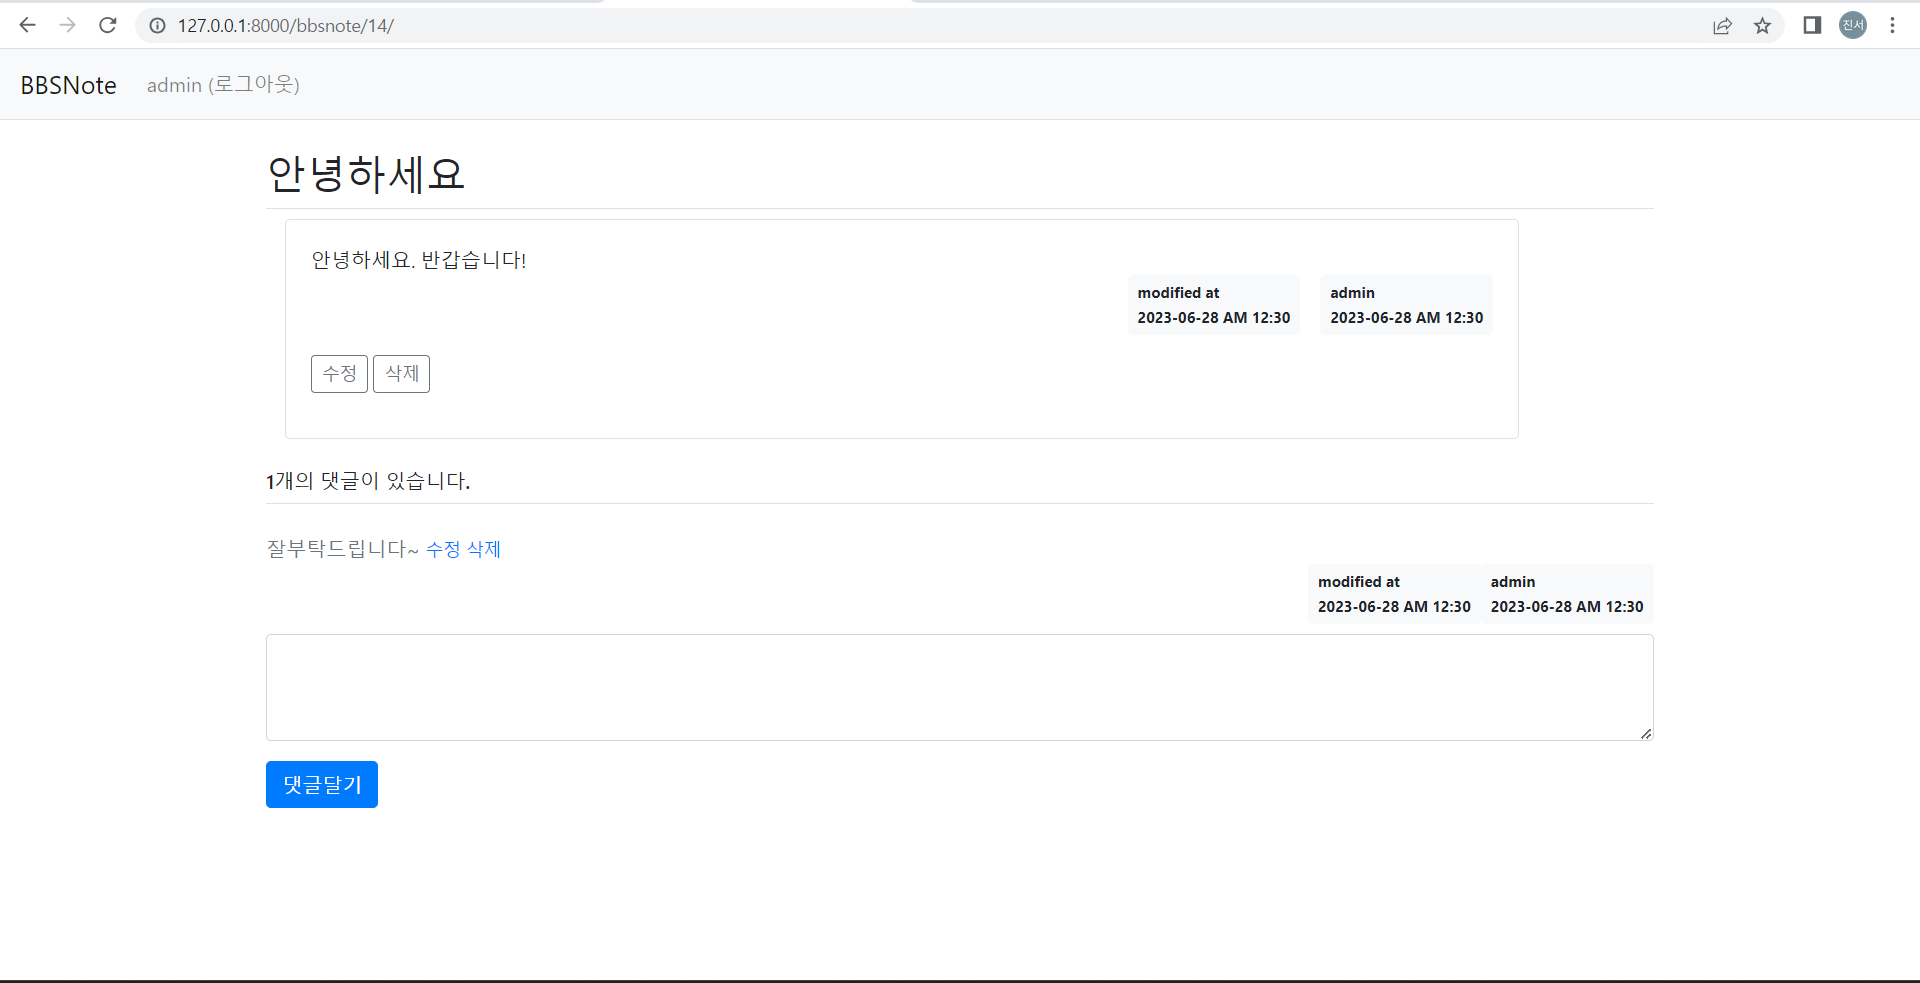 127.0.0.1:8000/bbsnote/14/
진서
BBSNote admin (로그아웃)
안녕하세요
안녕하세요. 반갑습니다!
modified at
2023-06-28 AM 12:30
admin
2023-06-28 AM 12:30
수정 삭제
1개의 댓글이 있습니다.
잘부탁드립니다~ 수정 삭제
modified at
2023-06-28 AM 12:30
admin
2023-06-28 AM 12:30
댓글달기